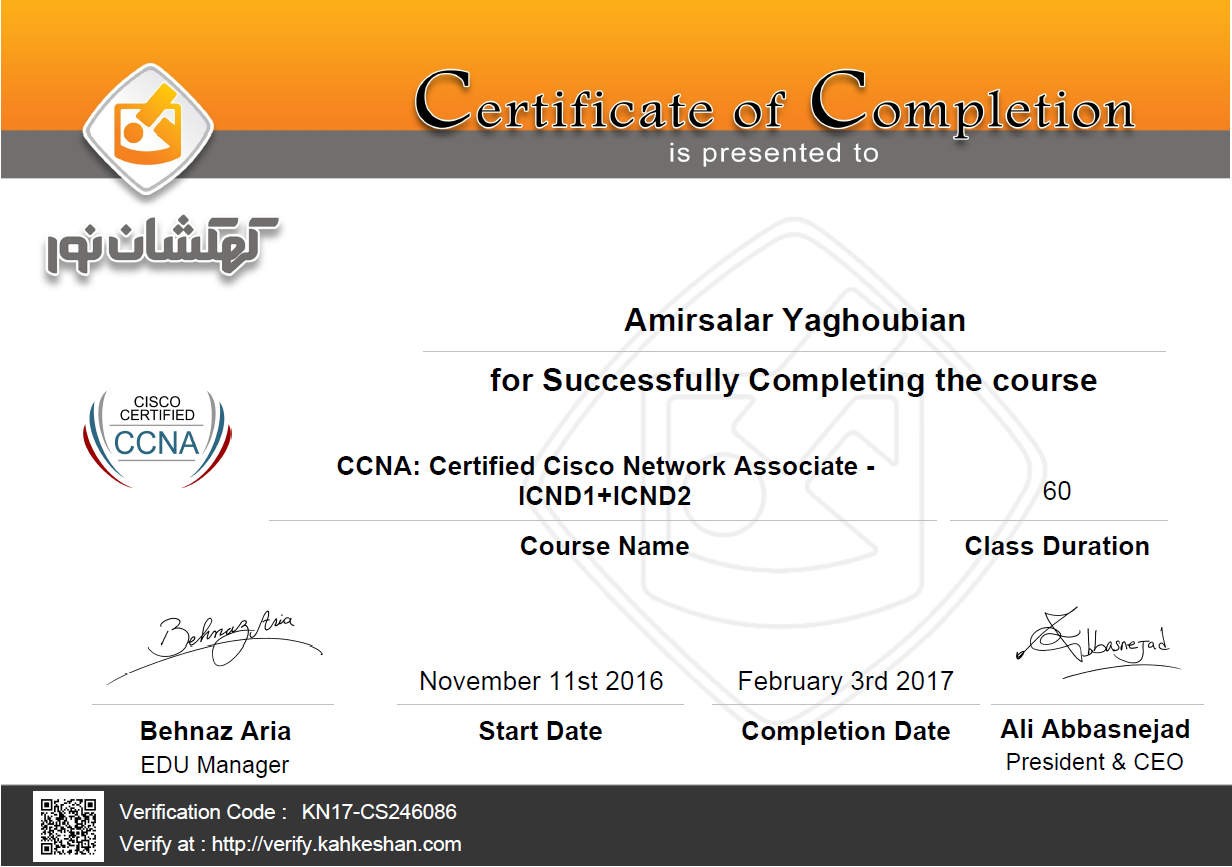 Certificate of Completion
is presented to
کهکشان نور
Amirsalar Yaghoubian
for Successfully Completing the course
CISCO
CERTIFIED
CCNA
CCNA: Certified Cisco Network Associate -
ICND1+ICND2
60
Course Name
Class Duration
Behnaz Aria
Abbasnejad
November 11st 2016
February 3rd 2017
Behnaz Aria
Start Date
Completion Date
Ali Abbasnejad
EDU Manager
President & CEO
Verification Code : KN17-CS246086
Verify at : http://verify.kahkeshan.com